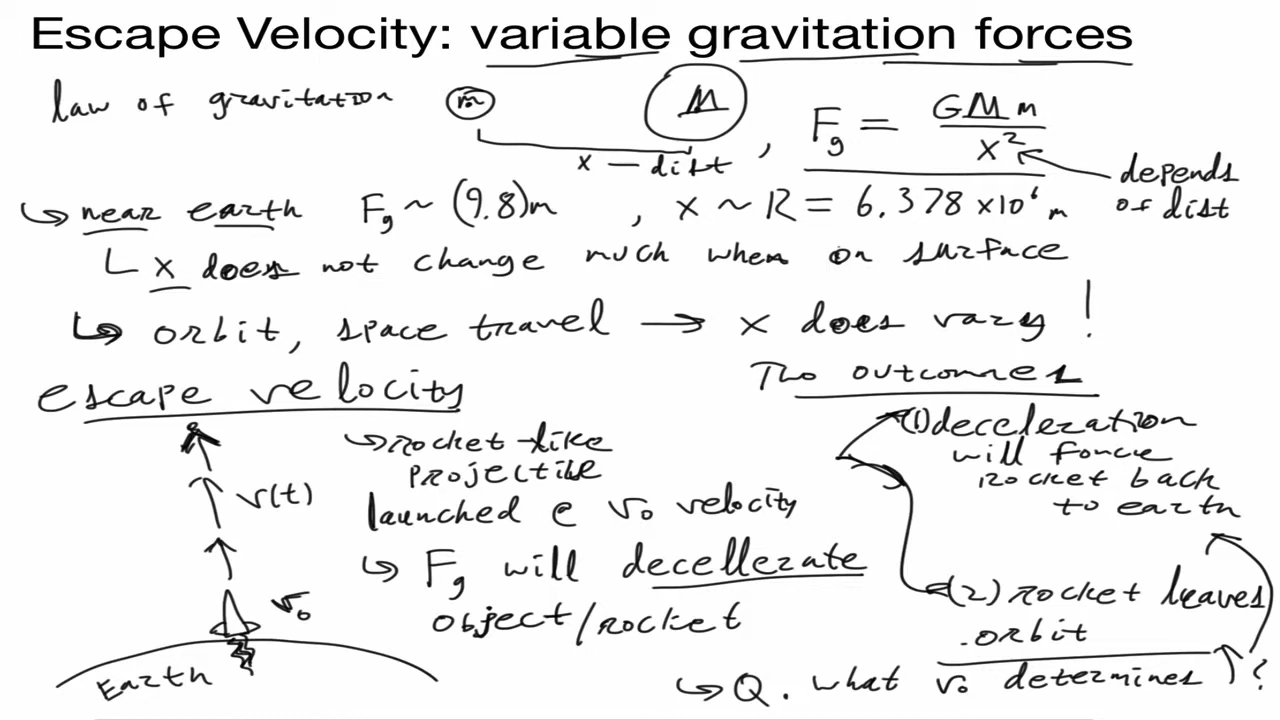 Escape Velocity: variable gravitation forces
law of gravitation m M , Fg = GMm / x²
x — dist
depends of dist
↳ near earth Fg ~ (9.8)m , x ~ R = 6.378 ×10⁶ m
x does not change much when on surface
↳ orbit, space travel → x does vary !
escape velocity
v(t)
v₀
Earth
↳ rocket-like
projectile
launched @ v₀ velocity
↳ Fg will decellerate
object/rocket
Two outcomes
(1) deceleration
will force
rocket back
to earth
(2) rocket leaves
orbit
↳ Q. what v₀ determines ↑ ?